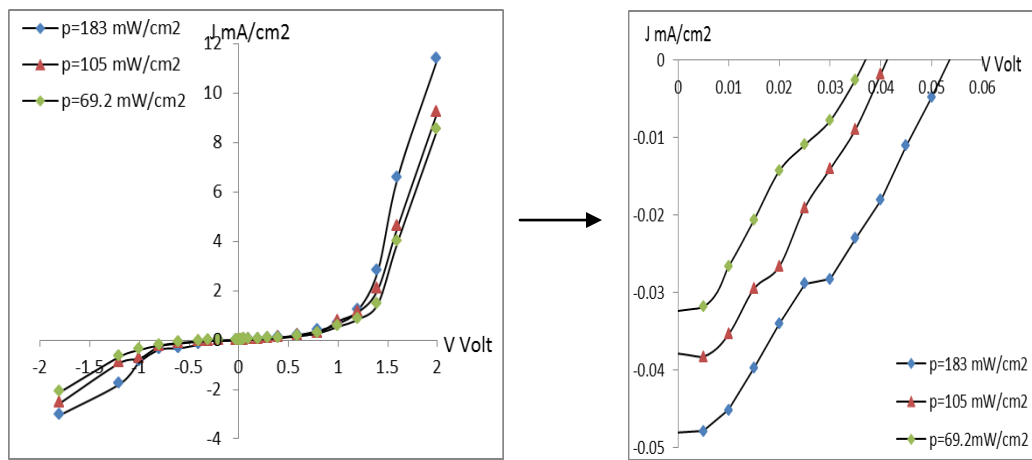 p=183 mW/cm2
p=105 mW/cm2
p=69.2 mW/cm2
J mA/cm2
12
10
8
6
4
2
0
-2
-4
-2 -1.5 -1 -0.5 0 0.5 1 1.5 2
V Volt
J mA/cm2
V Volt
0
-0.01
-0.02
-0.03
-0.04
-0.05
0 0.01 0.02 0.03 0.04 0.05 0.06
p=183 mW/cm2
p=105 mW/cm2
p=69.2mW/cm2